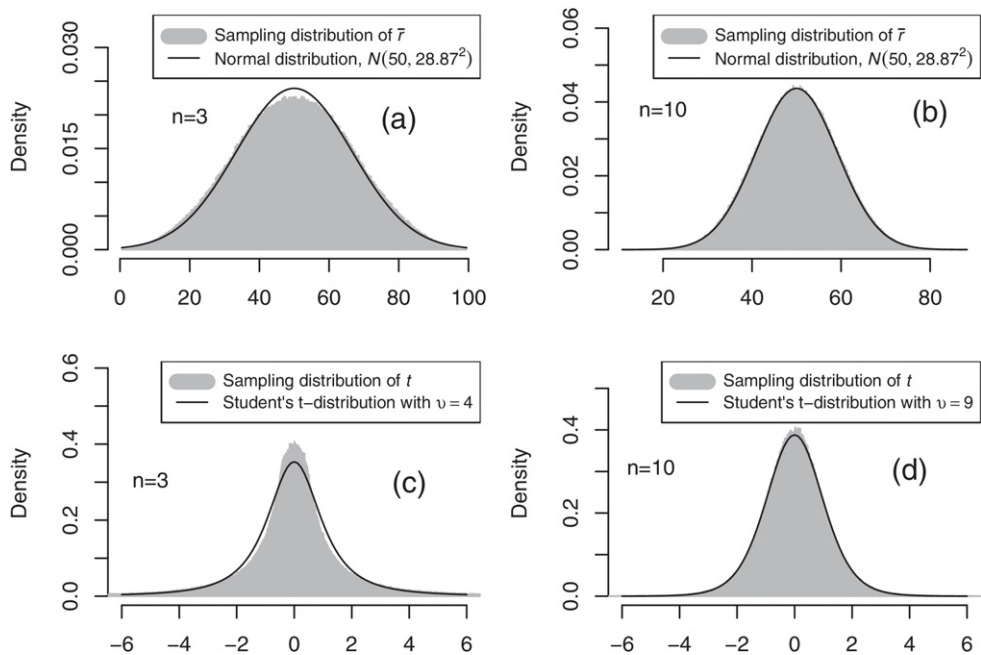 Sampling distribution of r̄
Normal distribution, N(50, 28.87²)
n=3
(a)
Density
0.000
0.015
0.030
0
20
40
60
80
100
Sampling distribution of r̄
Normal distribution, N(50, 28.87²)
n=10
(b)
Density
0.00
0.02
0.04
0.06
20
40
60
80
Sampling distribution of t
Student's t−distribution with υ = 4
n=3
(c)
Density
0.0
0.2
0.4
0.6
−6
−4
−2
0
2
4
6
Sampling distribution of t
Student's t−distribution with υ = 9
n=10
(d)
Density
0.0
0.2
0.4
−6
−4
−2
0
2
4
6